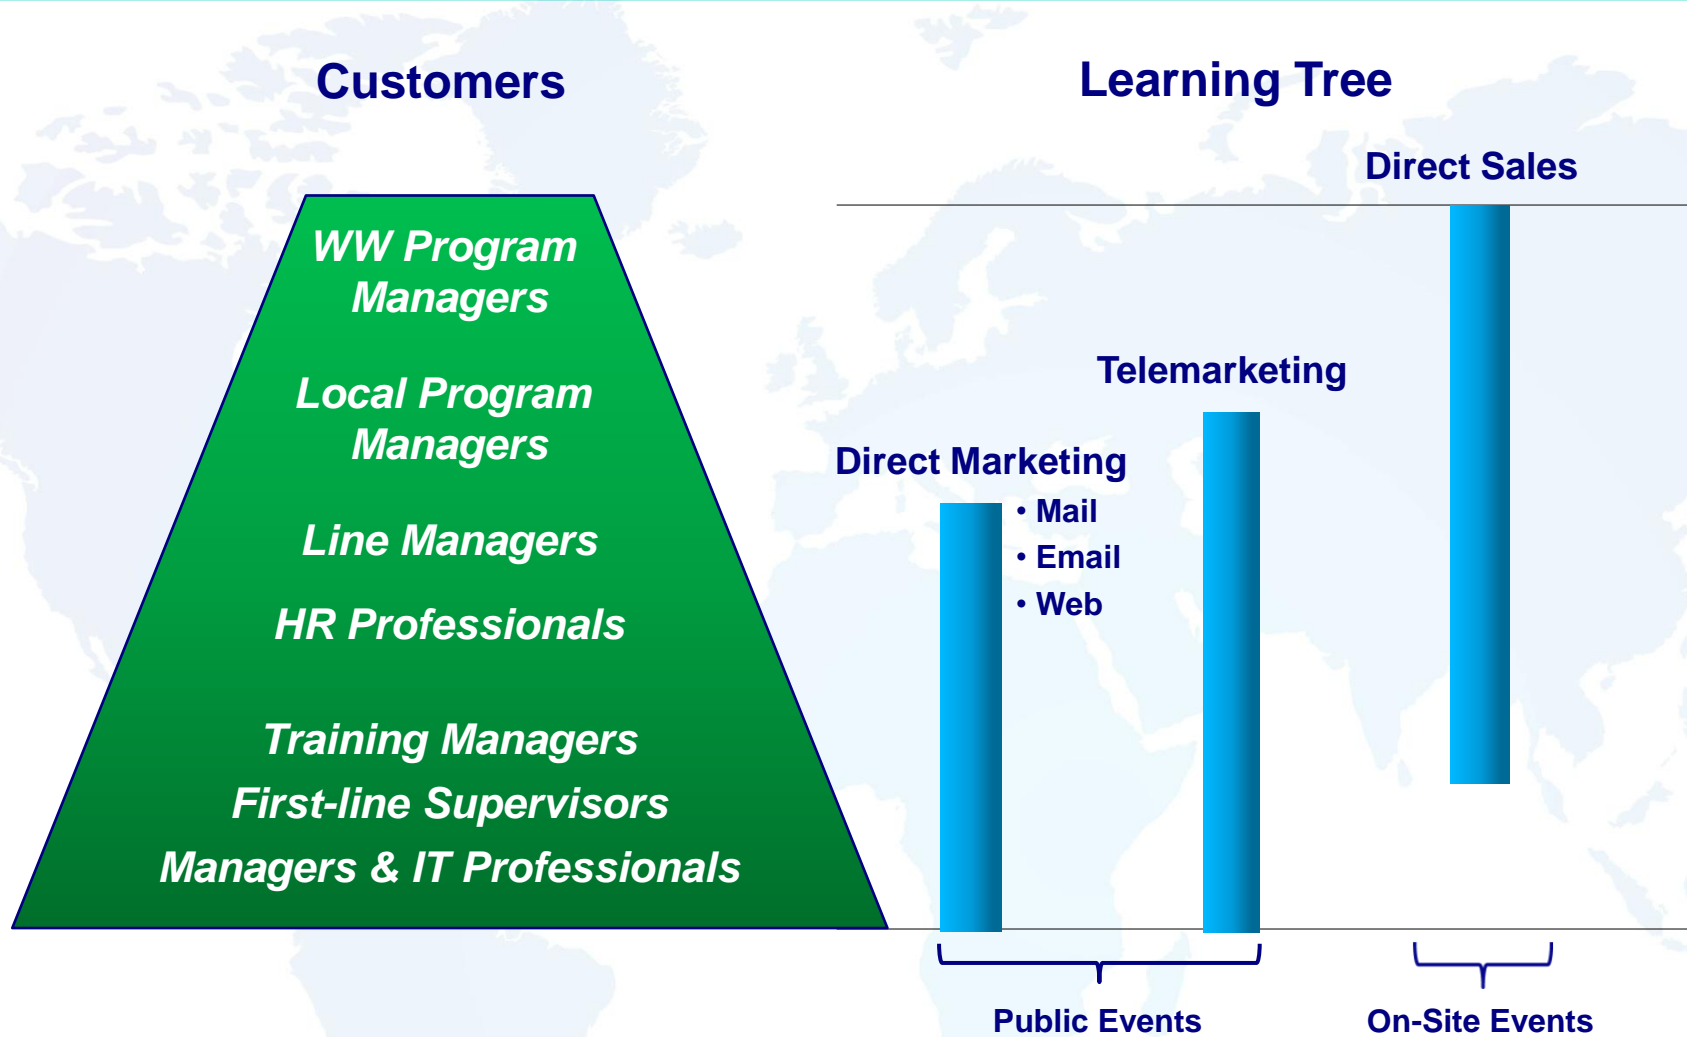 Customers
WW Program
Managers
Local Program
Managers
Line Managers
HR Professionals
Training Managers
First-line Supervisors
Managers & IT Professionals
Learning Tree
Direct Sales
Telemarketing
Direct Marketing
• Mail
• Email
• Web
Public Events
On-Site Events